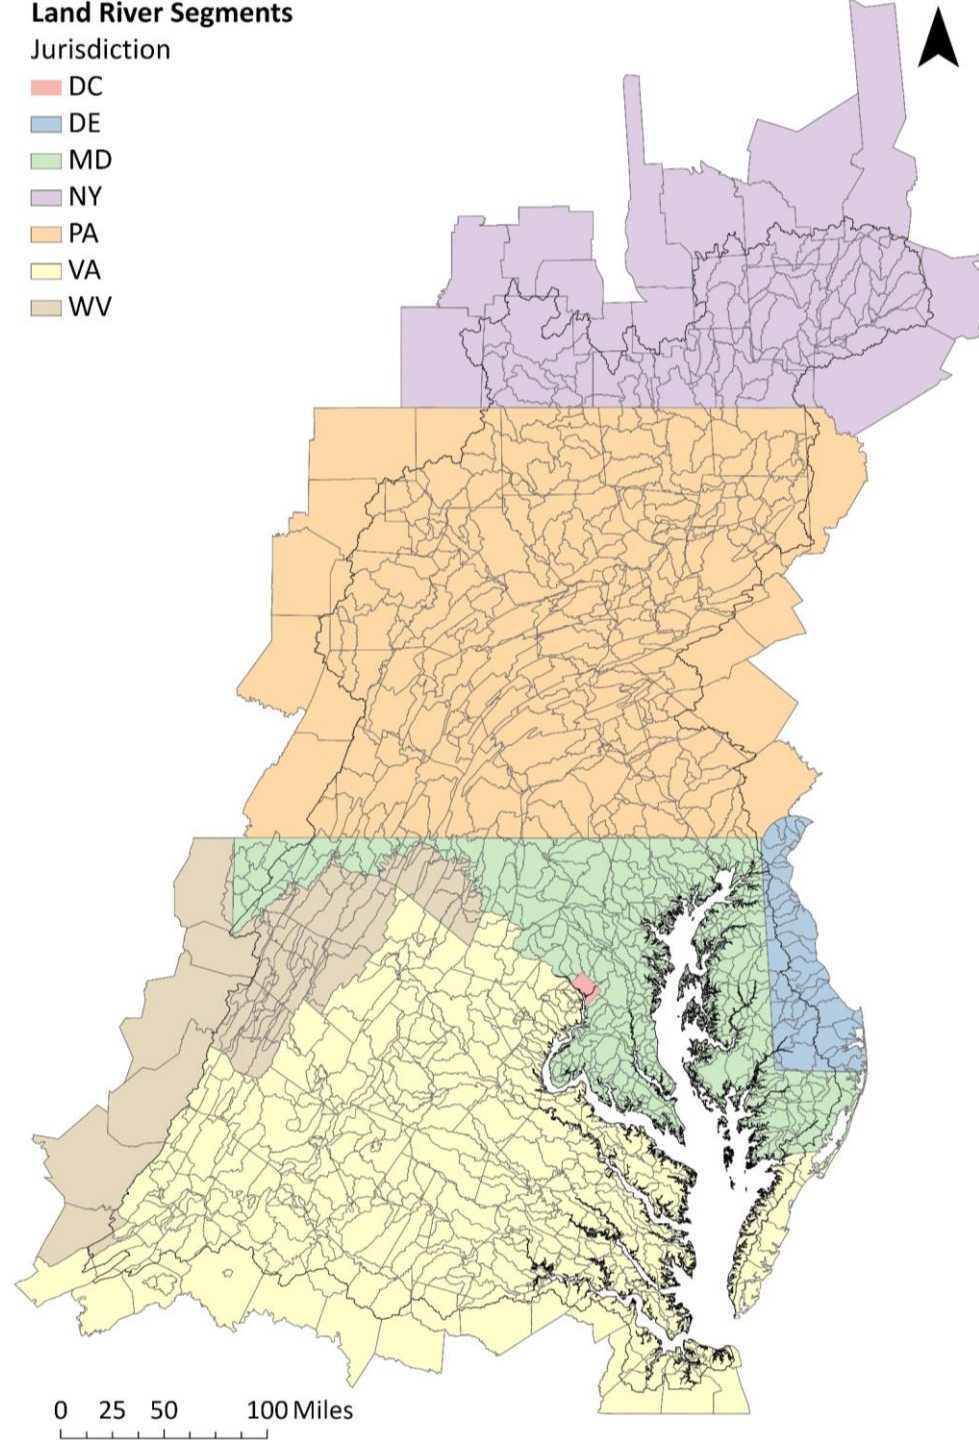 Land River Segments
Jurisdiction
DC
DE
MD
NY
PA
VA
WV
0 25 50 100 Miles